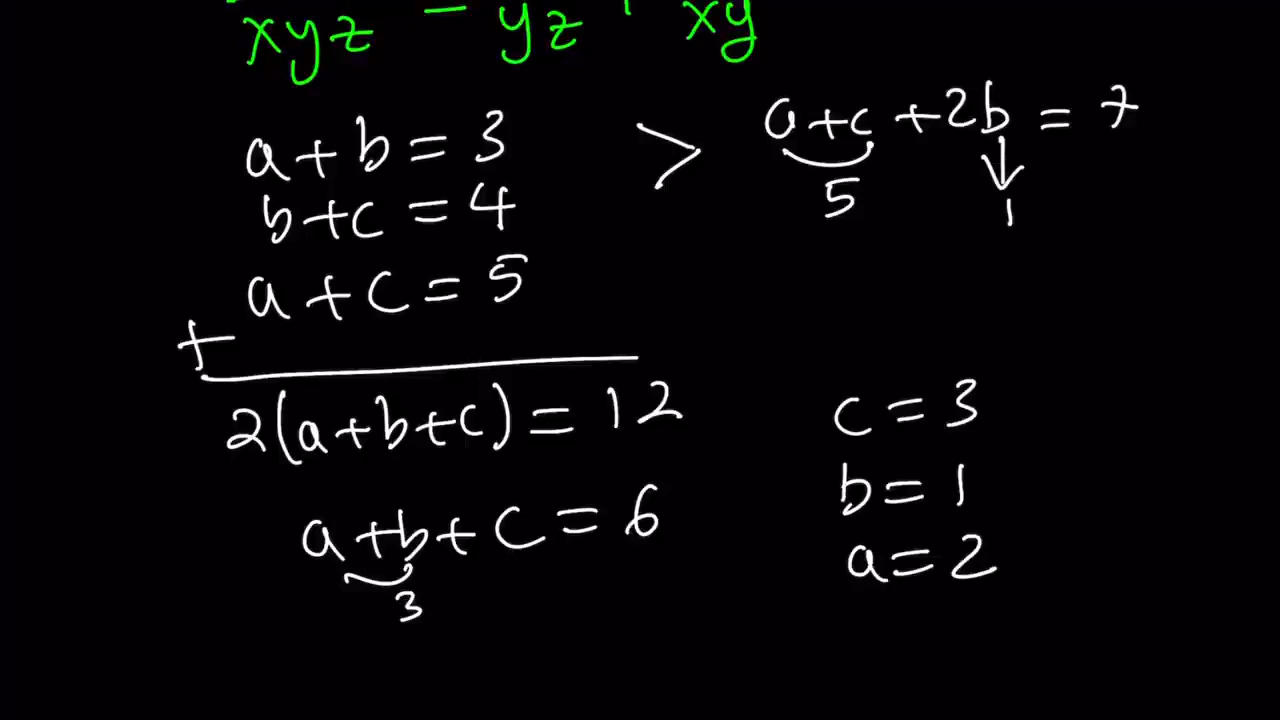 xyz = yz + xy
a+b = 3 > a+c+2b = 7
b+c = 4 5 1
a+c = 5
+
2(a+b+c) = 12 c = 3
b = 1
a+b+c = 6
a = 2
3